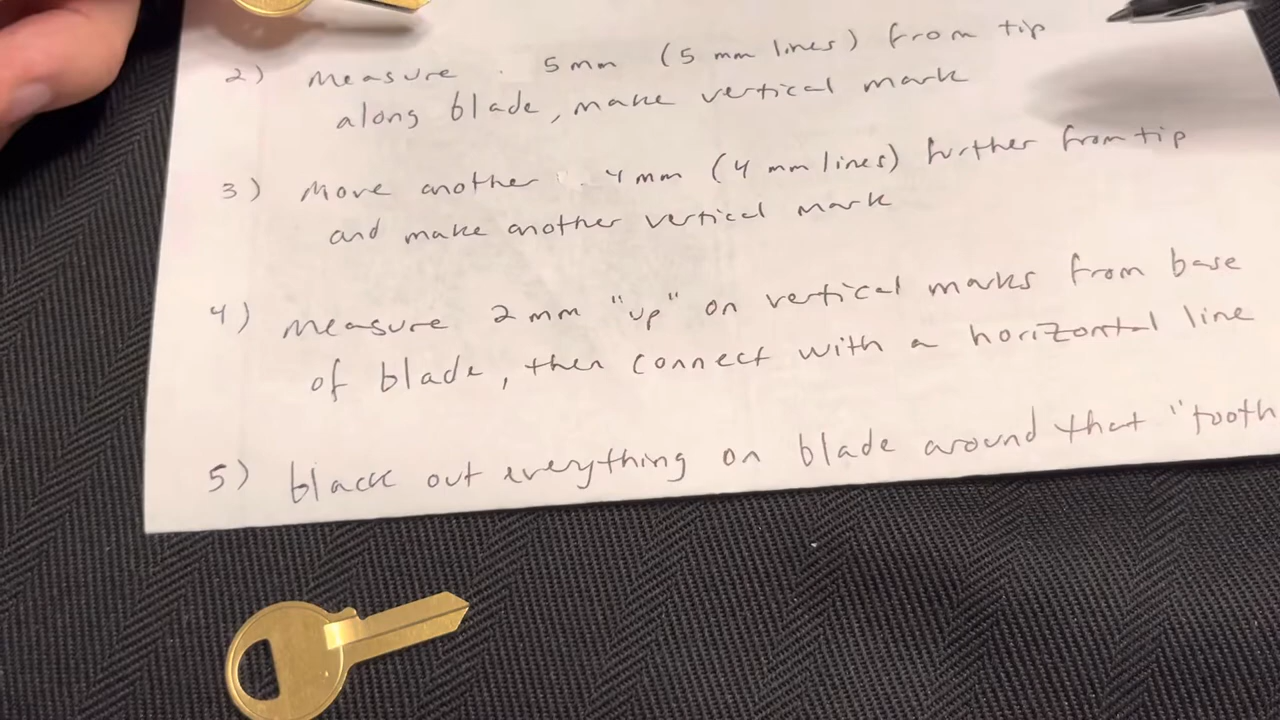 2) Measure 5mm (5 mm lines) from tip
along blade, make vertical mark
3) Move another 4mm (4 mm lines) further from tip
and make another vertical mark
4) Measure 2mm "up" on vertical marks from base
of blade, then connect with a horizontal line
5) black out everything on blade around that "tooth